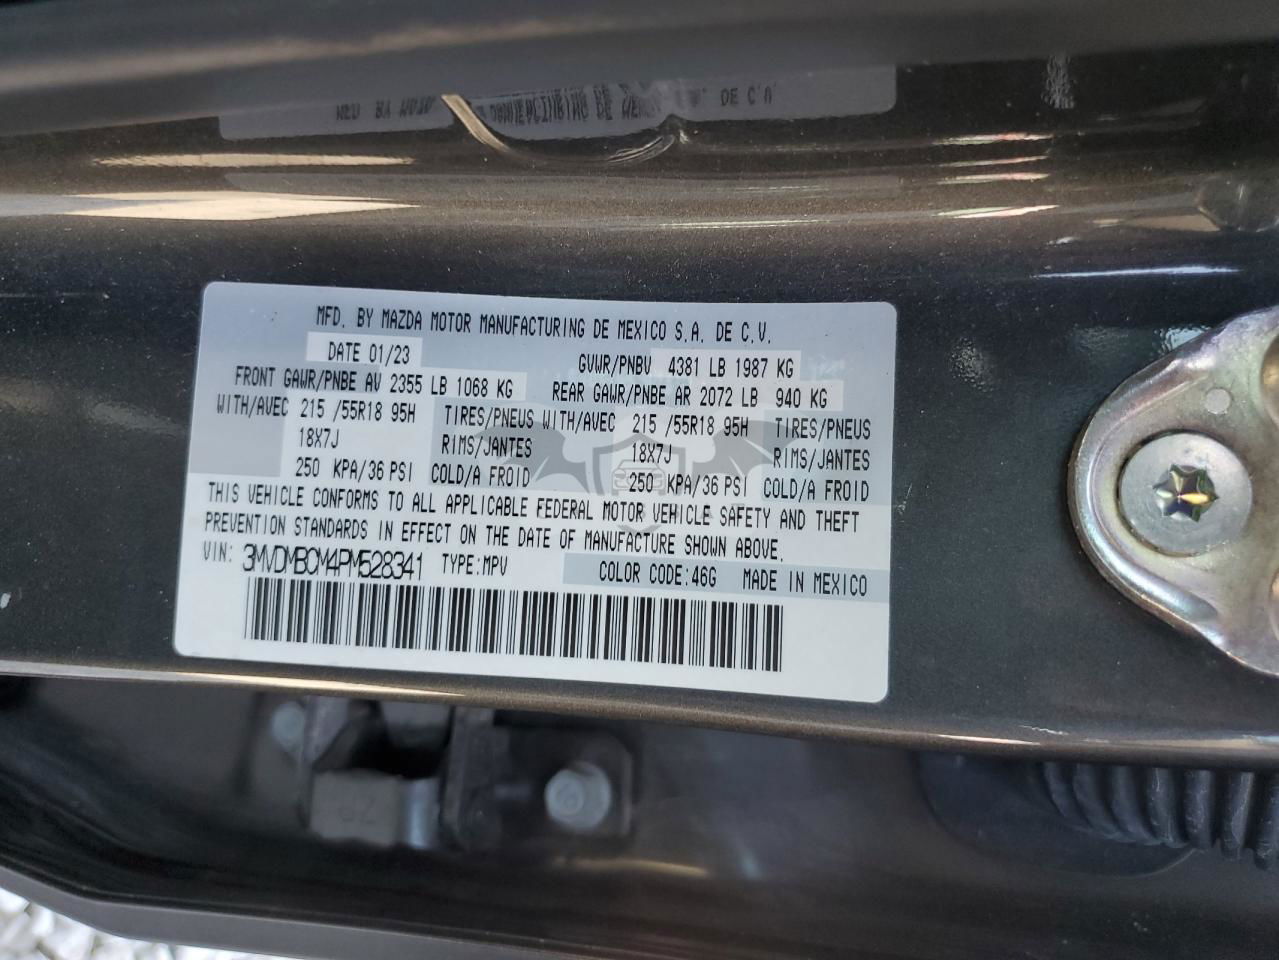 MFD. BY MAZDA MOTOR MANUFACTURING DE MEXICO S.A. DE C.V.
DATE 01/23 GVWR/PNBV 4381 LB 1987 KG
FRONT GAWR/PNBE AV 2355 LB 1068 KG REAR GAWR/PNBE AR 2072 LB 940 KG
WITH/AVEC 215 /55R18 95H TIRES/PNEUS WITH/AVEC 215 /55R18 95H TIRES/PNEUS
18X7J RIMS/JANTES 18X7J RIMS/JANTES
250 KPA/36 PSI COLD/A FROID 250 KPA/36 PSI COLD/A FROID
THIS VEHICLE CONFORMS TO ALL APPLICABLE FEDERAL MOTOR VEHICLE SAFETY AND THEFT
PREVENTION STANDARDS IN EFFECT ON THE DATE OF MANUFACTURE SHOWN ABOVE.
VIN: 3MVDMBCM4PM528341 TYPE:MPV COLOR CODE:46G MADE IN MEXICO